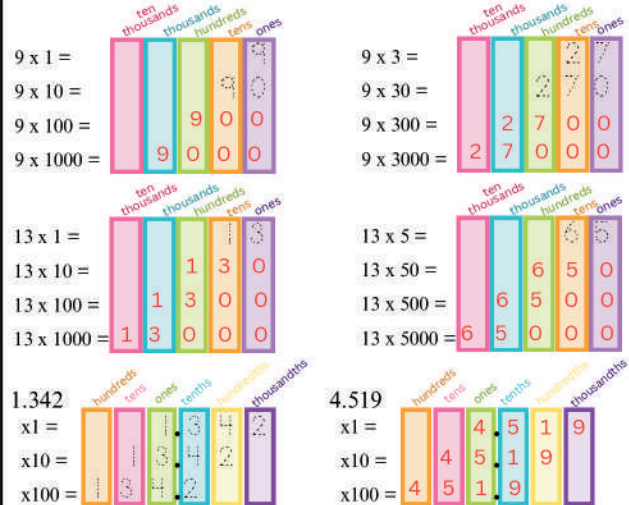 ten thousands thousands hundreds tens ones
9 x 1 = 9
9 x 10 = 9 0
9 x 100 = 9 0 0
9 x 1000 = 9 0 0 0
ten thousands thousands hundreds tens ones
9 x 3 = 2 7
9 x 30 = 2 7 0
9 x 300 = 2 7 0 0
9 x 3000 = 2 7 0 0 0
ten thousands thousands hundreds tens ones
13 x 1 = 1 3
13 x 10 = 1 3 0
13 x 100 = 1 3 0 0
13 x 1000 = 1 3 0 0 0
ten thousands thousands hundreds tens ones
13 x 5 = 6 5
13 x 50 = 6 5 0
13 x 500 = 6 5 0 0
13 x 5000 = 6 5 0 0 0
hundreds tens ones tenths hundredths thousandths
1.342
x1 = 1 . 3 4 2
x10 = 1 3 . 4 2
x100 = 1 3 4 . 2
hundreds tens ones tenths hundredths thousandths
4.519
x1 = 4 . 5 1 9
x10 = 4 5 . 1 9
x100 = 4 5 1 . 9